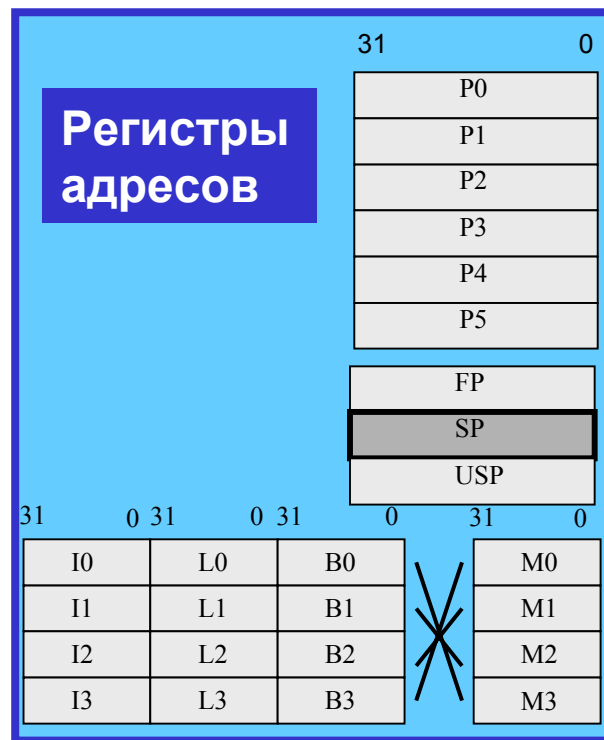 31 0
Регистры
адресов
P0
P1
P2
P3
P4
P5
FP
SP
USP
31 0 31 0 31 0 31 0
I0 L0 B0 M0
I1 L1 B1 M1
I2 L2 B2 M2
I3 L3 B3 M3